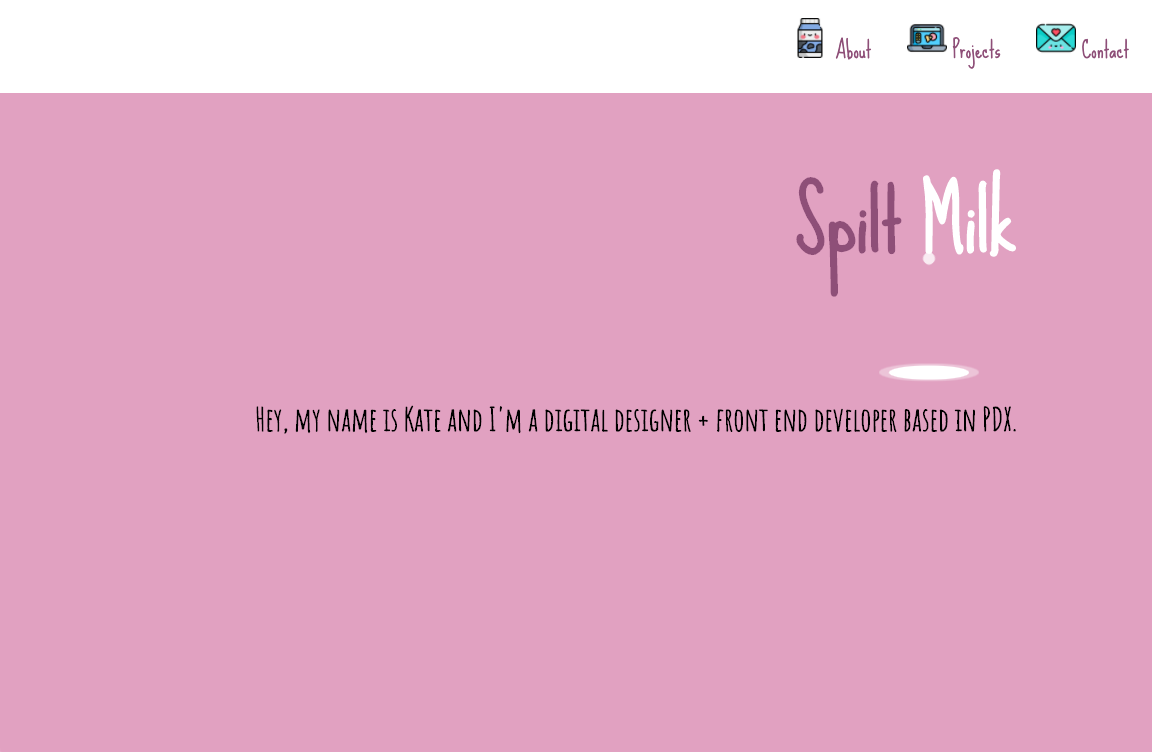 About Projects Contact
Spilt Milk
Hey, my name is Kate and I'm a digital designer + front end developer based in PDX.